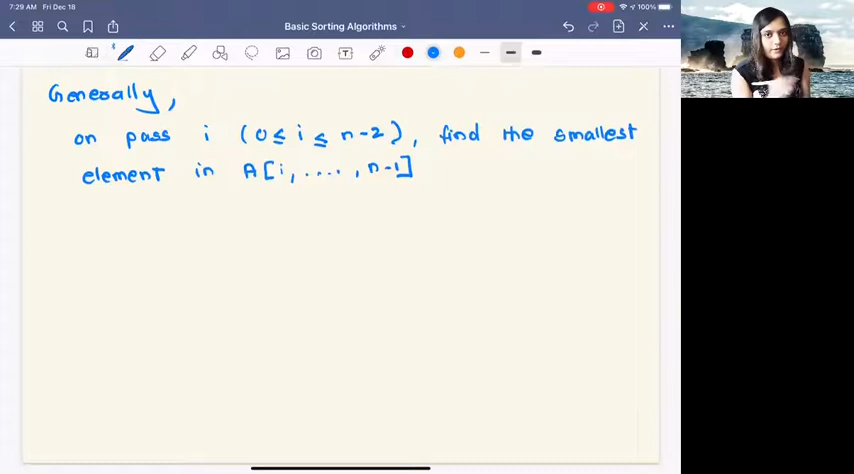 7:29 AM Fri Dec 18
100%
Basic Sorting Algorithms
Generally,
on pass i (0 ≤ i ≤ n-2), find the smallest
element in A[i, ...., n-1]